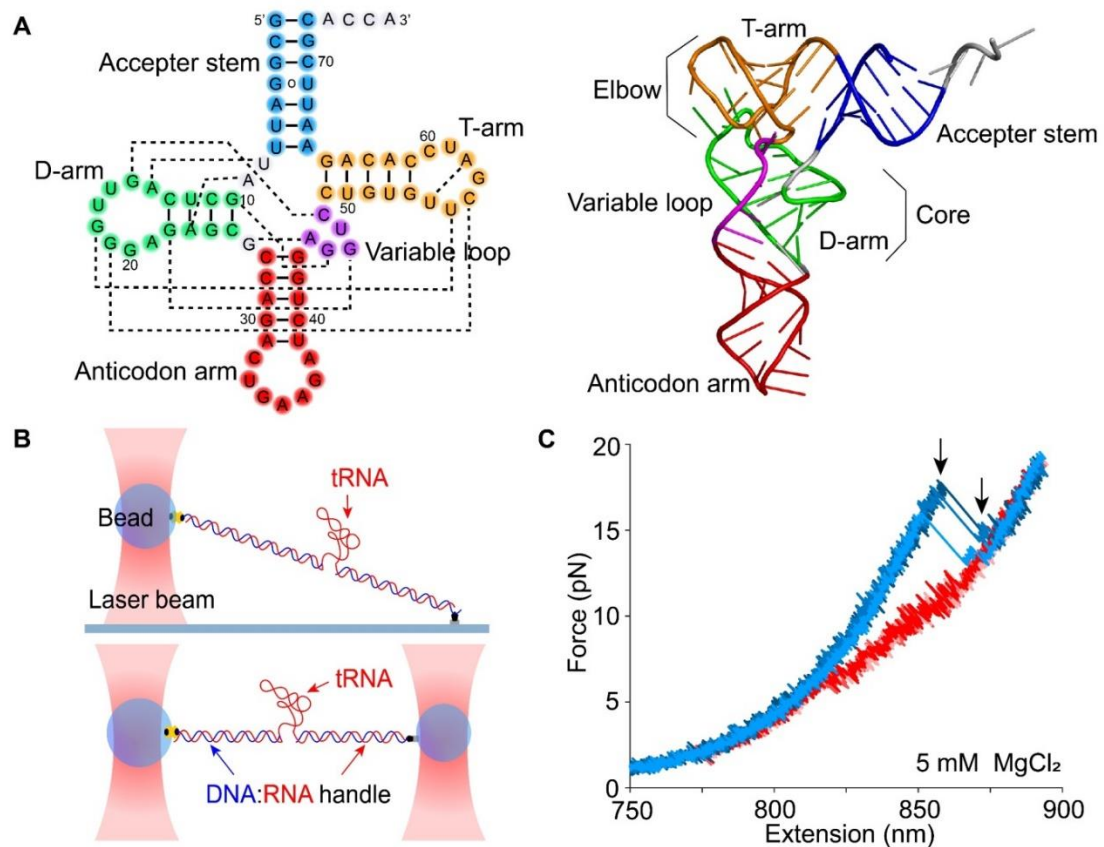 A
5' G C A C C A 3'
C G
G C 70
Accepter stem
G o U
A U
U A
U A
T-arm
60
G A C A C C U A G C
C U G U G U U
50
D-arm
U A
U U G A C U C G
10
G G G G A G A G C G
20
C U G G A
Variable loop
C G
C G
A U
30 G C 40
A U
C A
U G
G A A
Anticodon arm
T-arm
Elbow
Accepter stem
Variable loop
Core
D-arm
Anticodon arm
B
tRNA
Bead
Laser beam
tRNA
DNA:RNA handle
C
20
15
10
5
0
Force (pN)
5 mM MgCl₂
750 800 850 900
Extension (nm)